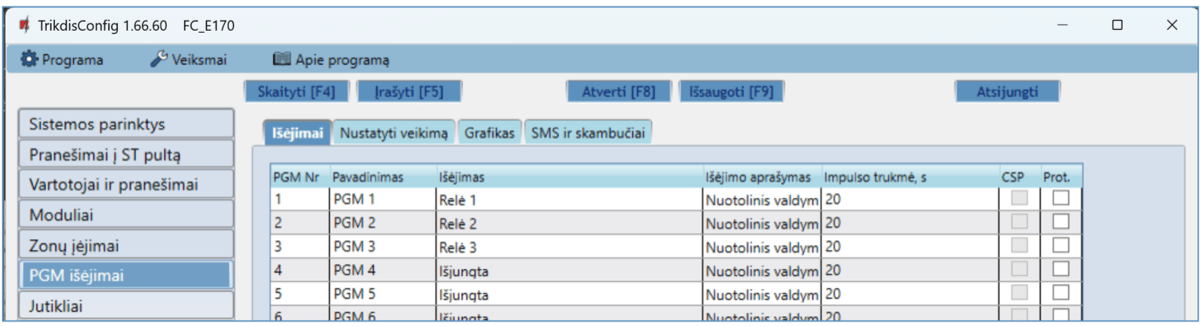 TrikdisConfig 1.66.60 FC_E170
Programa Veiksmai Apie programą
Skaityti [F4] Įrašyti [F5] Atverti [F8] Išsaugoti [F9] Atsijungti
Sistemos parinktys
Pranešimai į ST pultą
Vartotojai ir pranešimai
Moduliai
Zonų įėjimai
PGM išėjimai
Jutikliai
Išėjimai Nustatyti veikimą Grafikas SMS ir skambučiai
PGM Nr Pavadinimas Išėjimas Išėjimo aprašymas Impulso trukmė, s CSP Prot.
1 PGM 1 Relė 1 Nuotolinis valdym 20
2 PGM 2 Relė 2 Nuotolinis valdym 20
3 PGM 3 Relė 3 Nuotolinis valdym 20
4 PGM 4 Išjungta Nuotolinis valdym 20
5 PGM 5 Išjungta Nuotolinis valdym 20
6 PGM 6 Išjungta Nuotolinis valdym 20